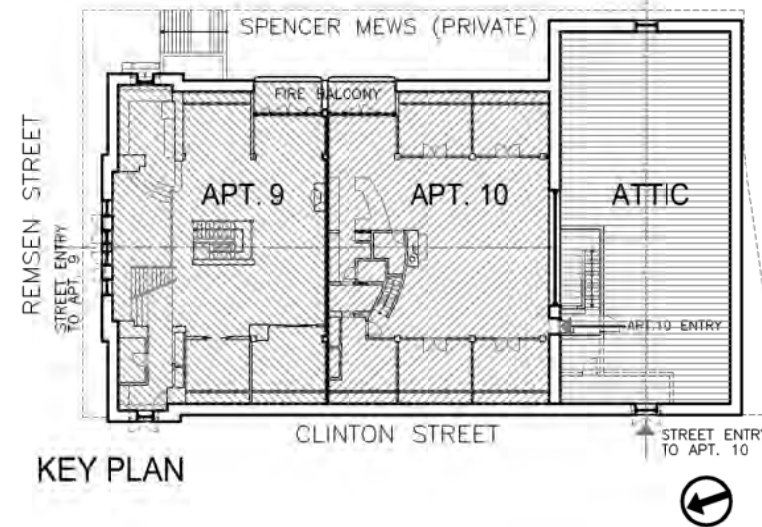 SPENCER MEWS (PRIVATE)
FIRE BALCONY
REMSEN STREET
STREET ENTRY
TO APT. 9
APT. 9
APT. 10
ATTIC
APT.10 ENTRY
CLINTON STREET
STREET ENTRY
TO APT. 10
KEY PLAN